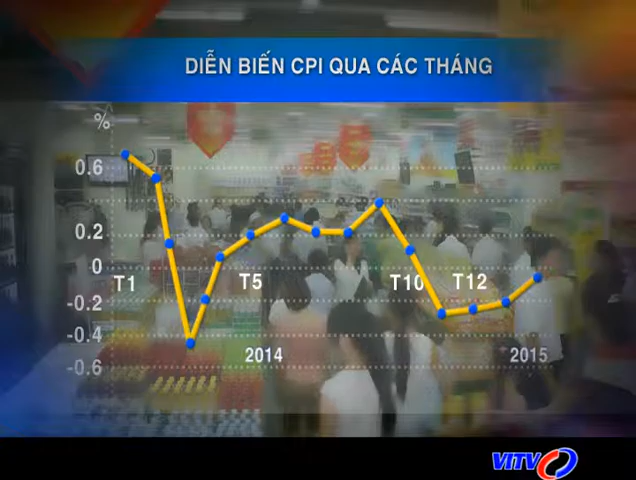 DIỄN BIẾN CPI QUA CÁC THÁNG
%
0.6
0.2
0
T1
T5
T10
T12
-0.2
-0.4
2014
2015
-0.6
VITV